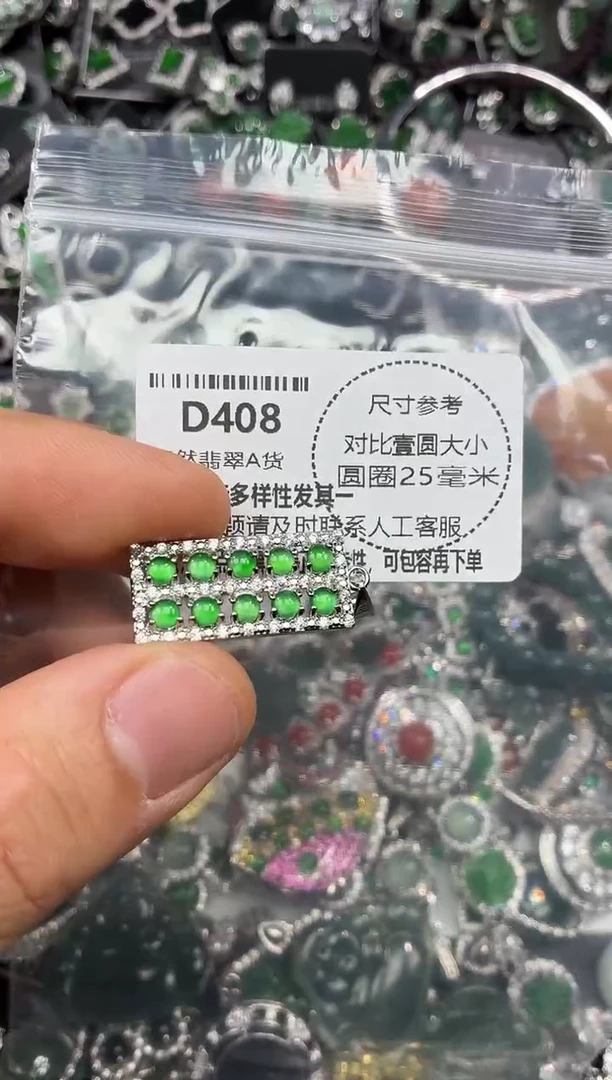 D408
尺寸参考
对比壹圆大小
圆圈25毫米
然翡翠A货
多样性发其一
请及时联系人工客服
性，可包容再下单